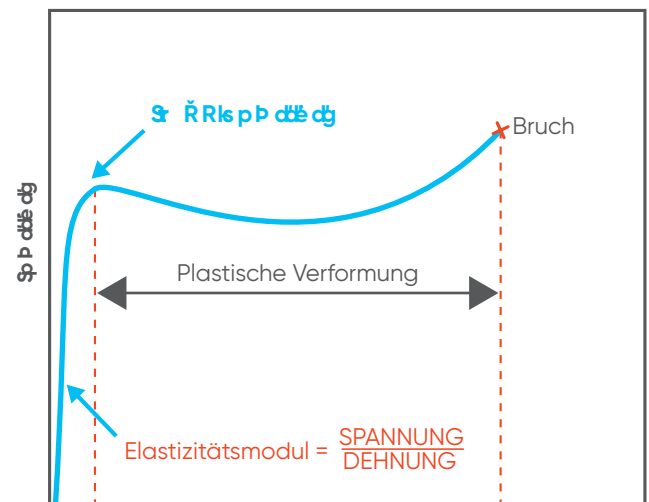 Bruch
Plastische Verformung
Elastizitätsmodul = SPANNUNG
DEHNUNG